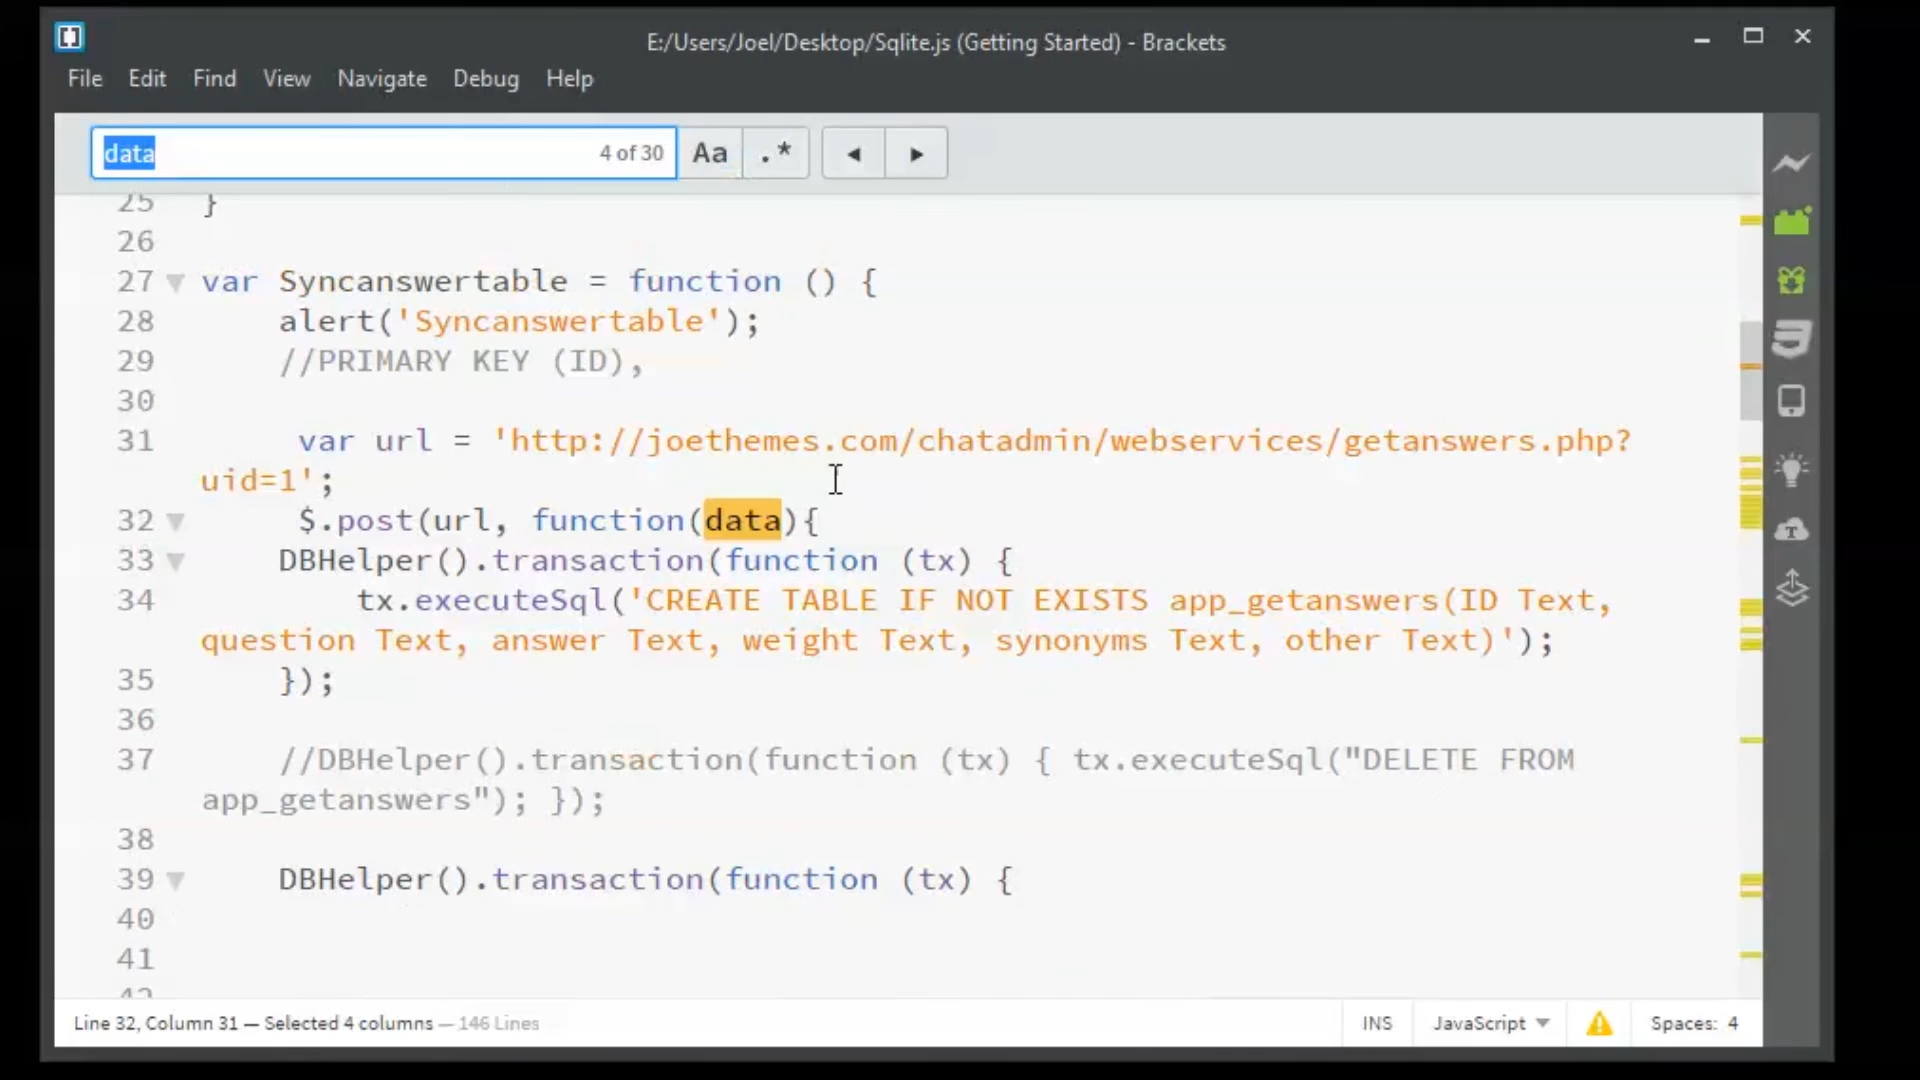 E:/Users/Joel/Desktop/Sqlite.js (Getting Started) - Brackets
File Edit Find View Navigate Debug Help
data 4 of 30 Aa .*
25 }
26
27 var Syncanswertable = function () {
28 alert('Syncanswertable');
29 //PRIMARY KEY (ID),
30
31 var url = 'http://joethemes.com/chatadmin/webservices/getanswers.php?
uid=1';
32 $.post(url, function(data){
33 DBHelper().transaction(function (tx) {
34 tx.executeSql('CREATE TABLE IF NOT EXISTS app_getanswers(ID Text,
question Text, answer Text, weight Text, synonyms Text, other Text)');
35 });
36
37 //DBHelper().transaction(function (tx) { tx.executeSql("DELETE FROM
app_getanswers"); });
38
39 DBHelper().transaction(function (tx) {
40
41
42
Line 32, Column 31 — Selected 4 columns — 146 Lines INS JavaScript Spaces: 4